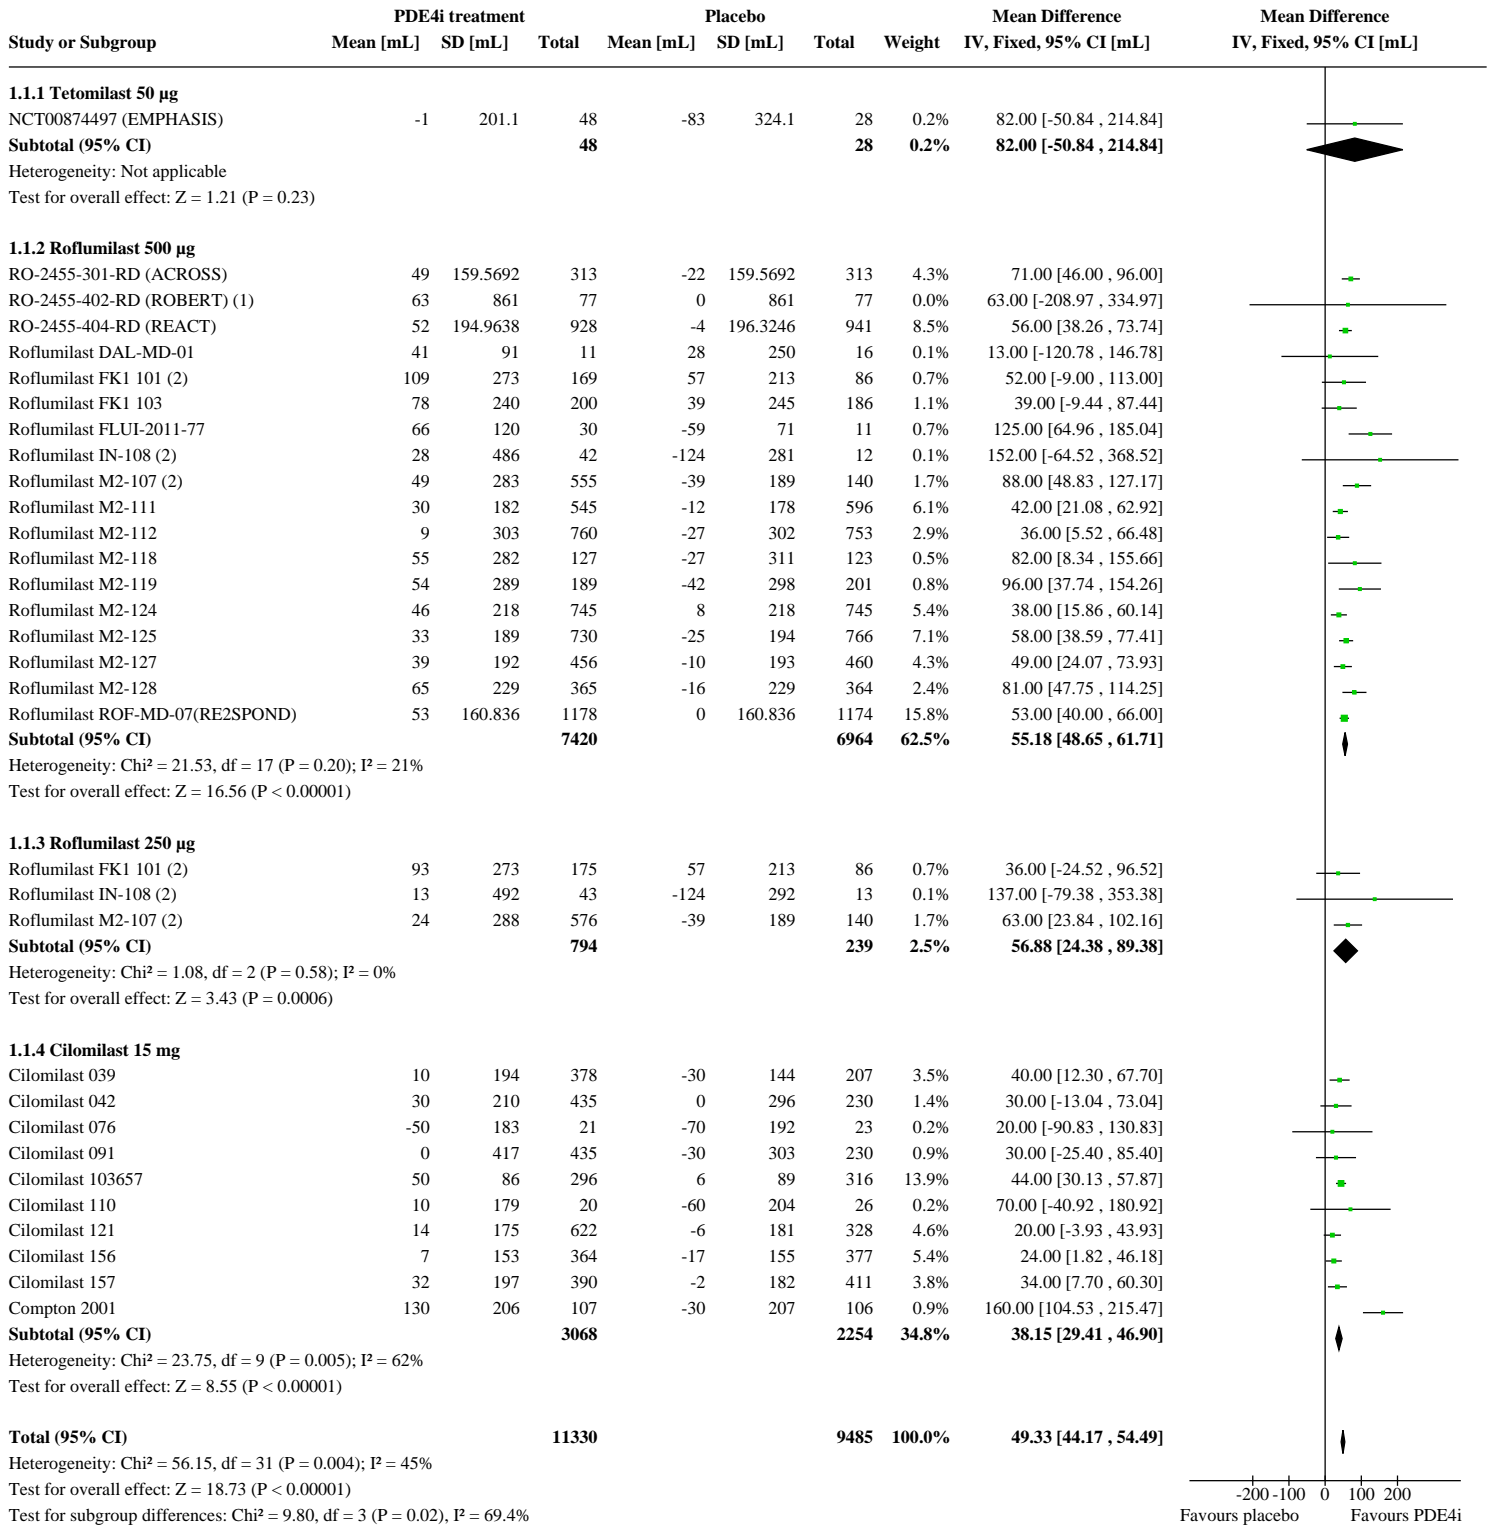 PDE4i treatment Placebo Mean Difference Mean Difference
Study or Subgroup Mean [mL] SD [mL] Total Mean [mL] SD [mL] Total Weight IV, Fixed, 95% CI [mL] IV, Fixed, 95% CI [mL]
1.1.1 Tetomilast 50 µg
NCT00874497 (EMPHASIS) -1 201.1 48 -83 324.1 28 0.2% 82.00 [-50.84 , 214.84]
Subtotal (95% CI) 48 28 0.2% 82.00 [-50.84 , 214.84]
Heterogeneity: Not applicable
Test for overall effect: Z = 1.21 (P = 0.23)
1.1.2 Roflumilast 500 µg
RO-2455-301-RD (ACROSS) 49 159.5692 313 -22 159.5692 313 4.3% 71.00 [46.00 , 96.00]
RO-2455-402-RD (ROBERT) (1) 63 861 77 0 861 77 0.0% 63.00 [-208.97 , 334.97]
RO-2455-404-RD (REACT) 52 194.9638 928 -4 196.3246 941 8.5% 56.00 [38.26 , 73.74]
Roflumilast DAL-MD-01 41 91 11 28 250 16 0.1% 13.00 [-120.78 , 146.78]
Roflumilast FK1 101 (2) 109 273 169 57 213 86 0.7% 52.00 [-9.00 , 113.00]
Roflumilast FK1 103 78 240 200 39 245 186 1.1% 39.00 [-9.44 , 87.44]
Roflumilast FLUI-2011-77 66 120 30 -59 71 11 0.7% 125.00 [64.96 , 185.04]
Roflumilast IN-108 (2) 28 486 42 -124 281 12 0.1% 152.00 [-64.52 , 368.52]
Roflumilast M2-107 (2) 49 283 555 -39 189 140 1.7% 88.00 [48.83 , 127.17]
Roflumilast M2-111 30 182 545 -12 178 596 6.1% 42.00 [21.08 , 62.92]
Roflumilast M2-112 9 303 760 -27 302 753 2.9% 36.00 [5.52 , 66.48]
Roflumilast M2-118 55 282 127 -27 311 123 0.5% 82.00 [8.34 , 155.66]
Roflumilast M2-119 54 289 189 -42 298 201 0.8% 96.00 [37.74 , 154.26]
Roflumilast M2-124 46 218 745 8 218 745 5.4% 38.00 [15.86 , 60.14]
Roflumilast M2-125 33 189 730 -25 194 766 7.1% 58.00 [38.59 , 77.41]
Roflumilast M2-127 39 192 456 -10 193 460 4.3% 49.00 [24.07 , 73.93]
Roflumilast M2-128 65 229 365 -16 229 364 2.4% 81.00 [47.75 , 114.25]
Roflumilast ROF-MD-07(RE2SPOND) 53 160.836 1178 0 160.836 1174 15.8% 53.00 [40.00 , 66.00]
Subtotal (95% CI) 7420 6964 62.5% 55.18 [48.65 , 61.71]
Heterogeneity: Chi² = 21.53, df = 17 (P = 0.20); I² = 21%
Test for overall effect: Z = 16.56 (P < 0.00001)
1.1.3 Roflumilast 250 µg
Roflumilast FK1 101 (2) 93 273 175 57 213 86 0.7% 36.00 [-24.52 , 96.52]
Roflumilast IN-108 (2) 13 492 43 -124 292 13 0.1% 137.00 [-79.38 , 353.38]
Roflumilast M2-107 (2) 24 288 576 -39 189 140 1.7% 63.00 [23.84 , 102.16]
Subtotal (95% CI) 794 239 2.5% 56.88 [24.38 , 89.38]
Heterogeneity: Chi² = 1.08, df = 2 (P = 0.58); I² = 0%
Test for overall effect: Z = 3.43 (P = 0.0006)
1.1.4 Cilomilast 15 mg
Cilomilast 039 10 194 378 -30 144 207 3.5% 40.00 [12.30 , 67.70]
Cilomilast 042 30 210 435 0 296 230 1.4% 30.00 [-13.04 , 73.04]
Cilomilast 076 -50 183 21 -70 192 23 0.2% 20.00 [-90.83 , 130.83]
Cilomilast 091 0 417 435 -30 303 230 0.9% 30.00 [-25.40 , 85.40]
Cilomilast 103657 50 86 296 6 89 316 13.9% 44.00 [30.13 , 57.87]
Cilomilast 110 10 179 20 -60 204 26 0.2% 70.00 [-40.92 , 180.92]
Cilomilast 121 14 175 622 -6 181 328 4.6% 20.00 [-3.93 , 43.93]
Cilomilast 156 7 153 364 -17 155 377 5.4% 24.00 [1.82 , 46.18]
Cilomilast 157 32 197 390 -2 182 411 3.8% 34.00 [7.70 , 60.30]
Compton 2001 130 206 107 -30 207 106 0.9% 160.00 [104.53 , 215.47]
Subtotal (95% CI) 3068 2254 34.8% 38.15 [29.41 , 46.90]
Heterogeneity: Chi² = 23.75, df = 9 (P = 0.005); I² = 62%
Test for overall effect: Z = 8.55 (P < 0.00001)
Total (95% CI) 11330 9485 100.0% 49.33 [44.17 , 54.49]
Heterogeneity: Chi² = 56.15, df = 31 (P = 0.004); I² = 45%
Test for overall effect: Z = 18.73 (P < 0.00001) -200 -100 0 100 200
Test for subgroup differences: Chi² = 9.80, df = 3 (P = 0.02), I² = 69.4% Favours placebo Favours PDE4i